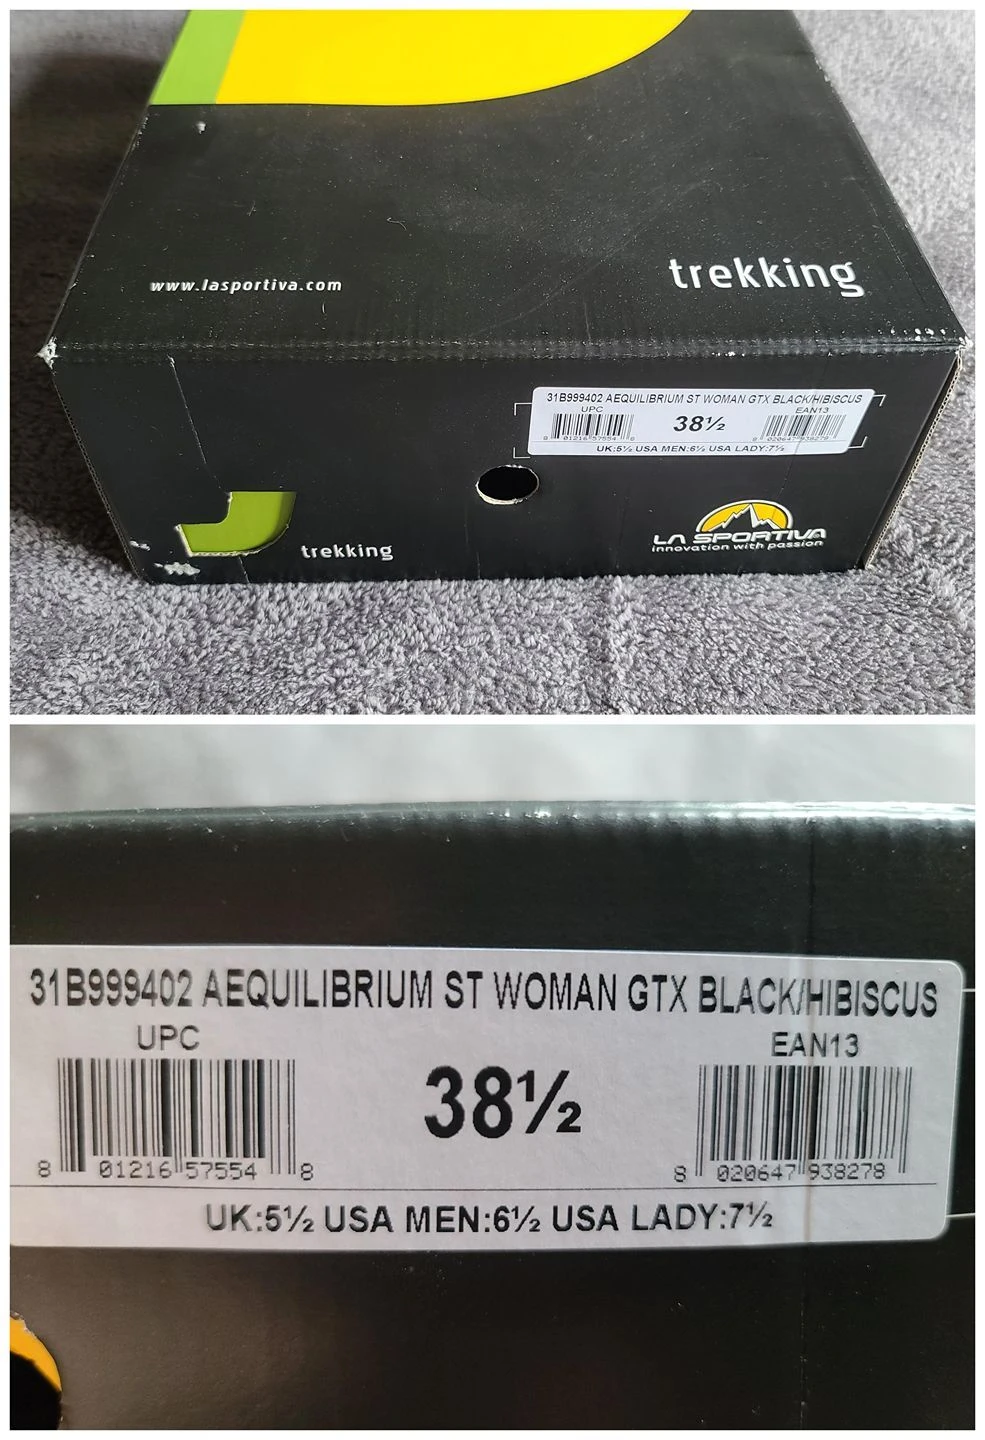 www.lasportiva.com
trekking
31B999402 AEQUILIBRIUM ST WOMAN GTX BLACK/HIBISCUS
UPC
EAN13
38½
8 01216 57554 8
8 020647 938278
UK:5½ USA MEN:6½ USA LADY:7½
trekking
LA SPORTIVA
innovation with passion
31B999402 AEQUILIBRIUM ST WOMAN GTX BLACK/HIBISCUS
UPC
EAN13
38½
8 01216 57554 8
8 020647 938278
UK:5½ USA MEN:6½ USA LADY:7½